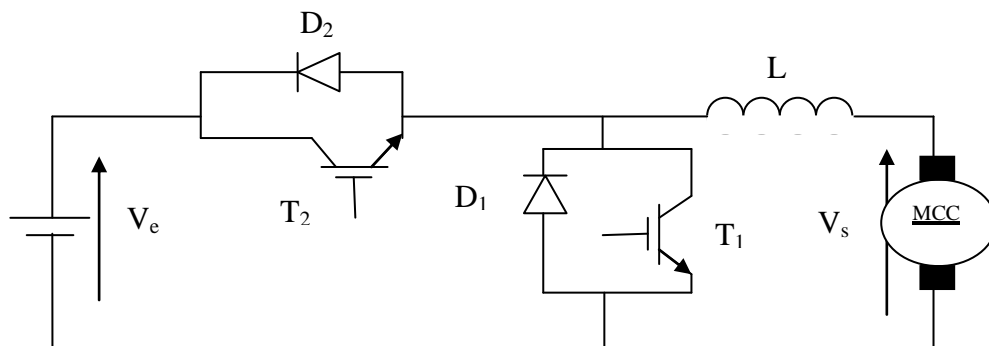 D₂
L
Vₑ
T₂
D₁
T₁
Vₛ
MCC